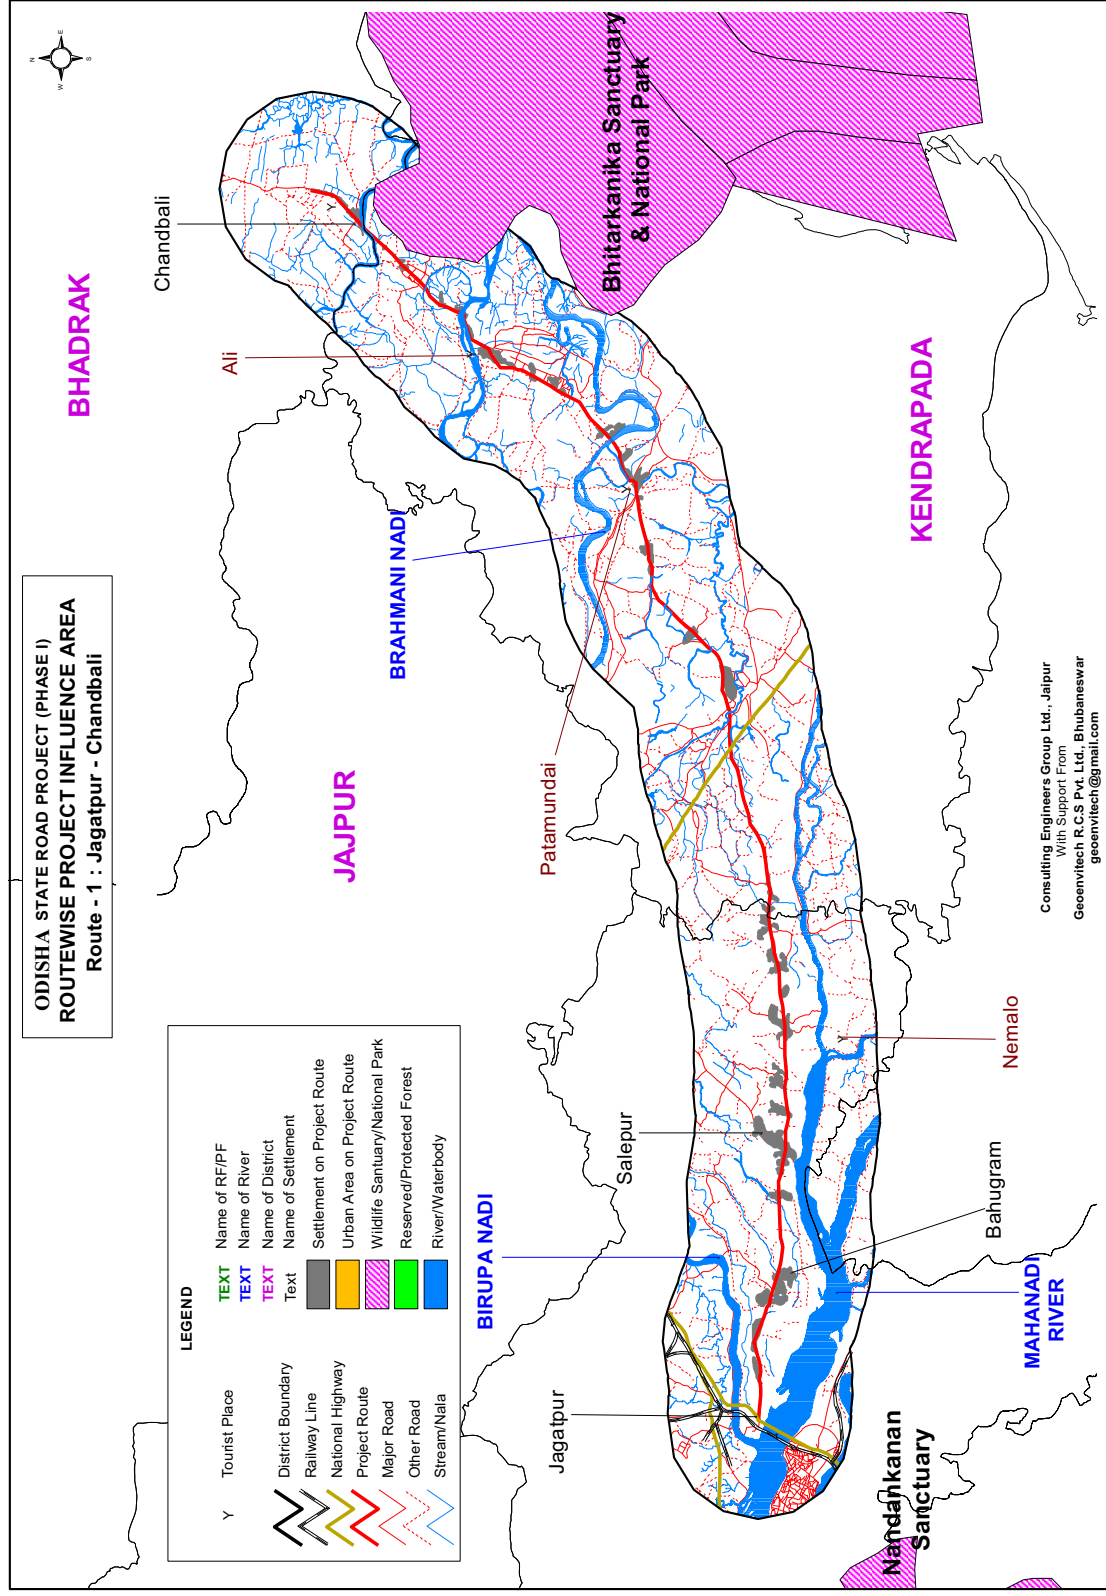 ODISHA STATE ROAD PROJECT (PHASE I)
ROUTEWISE PROJECT INFLUENCE AREA
Route - 1 : Jagatpur - Chandbali
N
E
S
W
BHADRAK
Chandbali
Ali
Bhitarkanika Sanctuary
& National Park
BRAHMANI NADI
JAJPUR
Patamundai
KENDRAPADA
Salepur
Nemalo
BIRUPA NADI
Bahugram
Jagatpur
MAHANADI
RIVER
Nandankanan
Sanctuary
LEGEND
Y Tourist Place
District Boundary
Railway Line
National Highway
Project Route
Major Road
Other Road
Stream/Nala
TEXT Name of RF/PF
TEXT Name of River
TEXT Name of District
Text Name of Settlement
Settlement on Project Route
Urban Area on Project Route
Wildlife Santuary/National Park
Reserved/Protected Forest
River/Waterbody
Y
Y
Y
Y
Consulting Engineers Group Ltd., Jaipur
With Support From
Geoenvitech R.C.S Pvt. Ltd., Bhubaneswar
geoenvitech@gmail.com